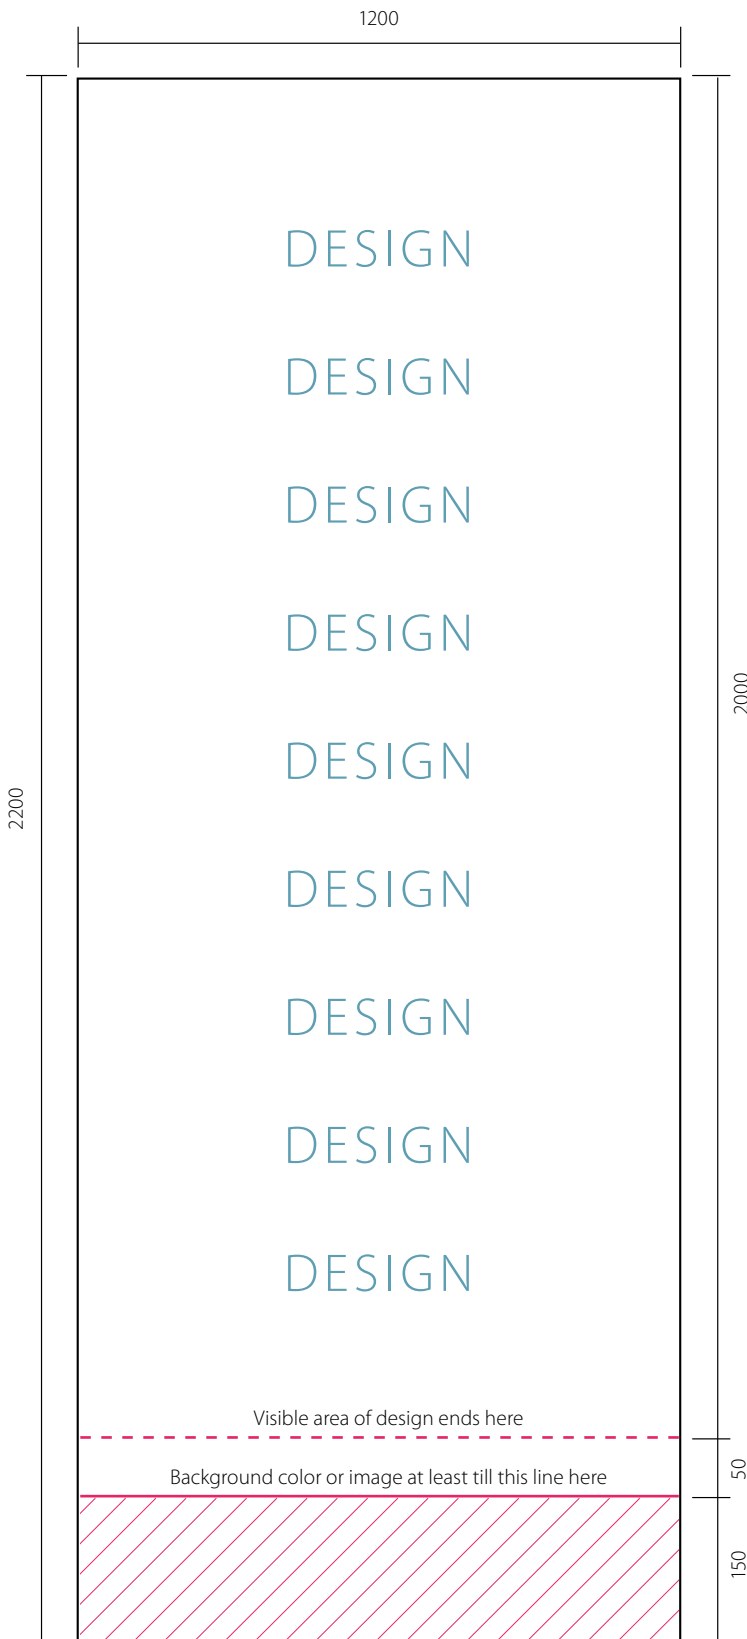 1200
DESIGN
DESIGN
DESIGN
DESIGN
2000
DESIGN
2200
DESIGN
DESIGN
DESIGN
DESIGN
Visible area of design ends here
50
Background color or image at least till this line here
150